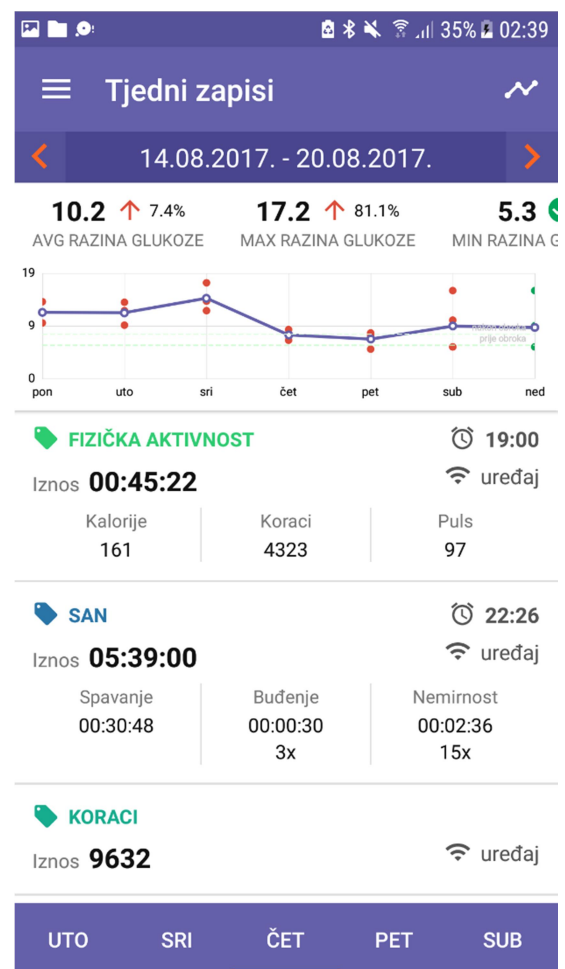 35% 02:39
Tjedni zapisi
14.08.2017. - 20.08.2017.
10.2 7.4% 17.2 81.1% 5.3
AVG RAZINA GLUKOZE MAX RAZINA GLUKOZE MIN RAZINA G
19
9
nakon obroka
prije obroka
0
pon uto sri čet pet sub ned
FIZIČKA AKTIVNOST 19:00
Iznos 00:45:22 uređaj
Kalorije Koraci Puls
161 4323 97
SAN 22:26
Iznos 05:39:00 uređaj
Spavanje Buđenje Nemirnost
00:30:48 00:00:30 00:02:36
3x 15x
KORACI
Iznos 9632 uređaj
UTO SRI ČET PET SUB